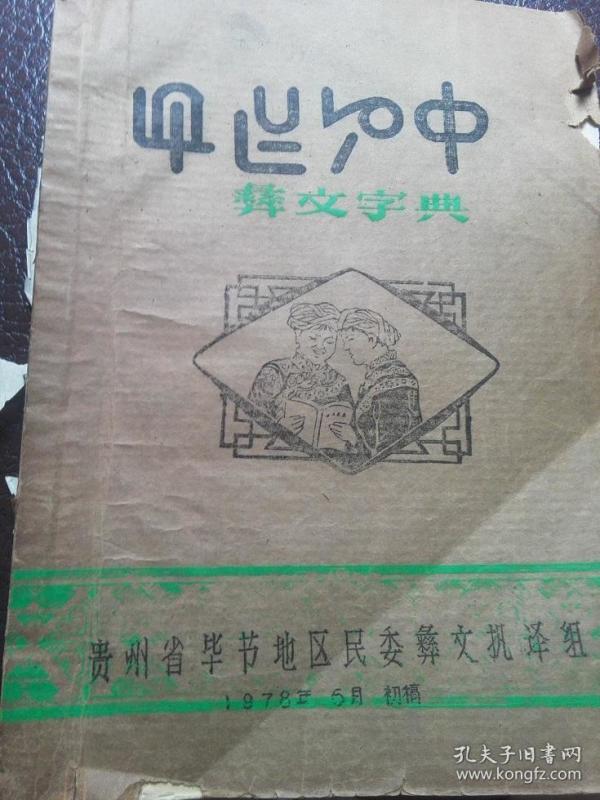 彝文字典
贵州省毕节地区民委彝文扒译组
1978年5月 初稿
孔夫子旧书网
www.kongfz.com